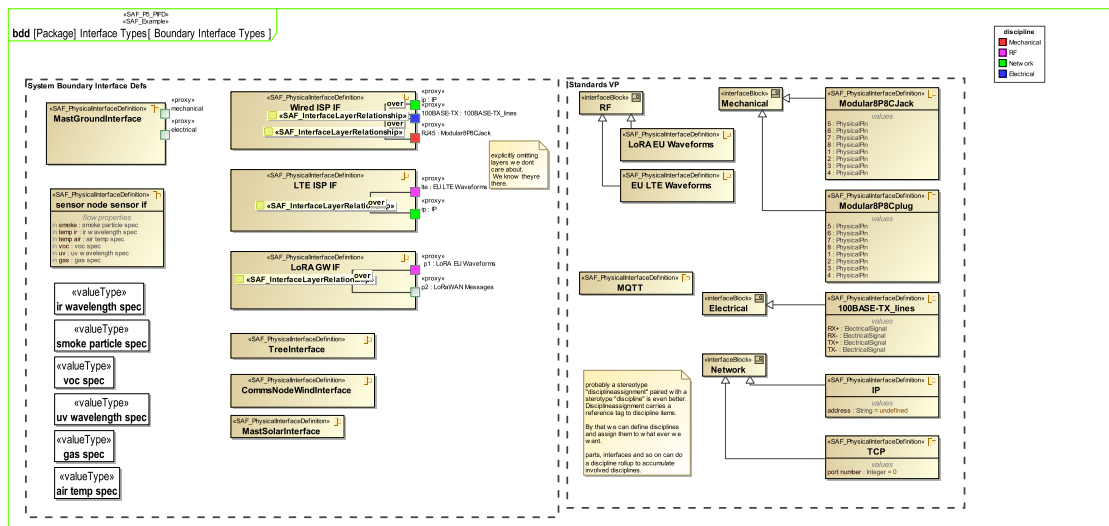 «SAF_P5_PIFD»
«SAF_Example»
bdd [Package] Interface Types[ Boundary Interface Types ]
discipline
Mechanical
RF
Network
Electrical
System Boundary Interface Defs
«SAF_PhysicalInterfaceDefinition»
MastGroundInterface
«proxy»
mechanical
«proxy»
electrical
«SAF_PhysicalInterfaceDefinition»
sensor node sensor if
flow properties
in smoke : smoke particle spec
in temp ir : ir wavelength spec
in temp air : air temp spec
in voc : voc spec
in uv : uv wavelength spec
in gas : gas spec
«valueType»
ir wavelength spec
«valueType»
smoke particle spec
«valueType»
voc spec
«valueType»
uv wavelength spec
«valueType»
gas spec
«valueType»
air temp spec
«SAF_PhysicalInterfaceDefinition»
Wired ISP IF
over
«SAF_InterfaceLayerRelationship»
over
«SAF_InterfaceLayerRelationship»
«proxy»
ip : IP
«proxy»
100BASE-TX : 100BASE-TX_lines
«proxy»
RJ45 : Modular8P8CJack
explicitly omitting
layers we dont
care about.
We know theyre
there.
«SAF_PhysicalInterfaceDefinition»
LTE ISP IF
«SAF_InterfaceLayerRelationship»
over
«proxy»
lte : EU LTE Waveforms
«proxy»
ip : IP
«SAF_PhysicalInterfaceDefinition»
LoRA GW IF
«SAF_InterfaceLayerRelationship»
over
«proxy»
p1 : LoRA EU Waveforms
«proxy»
p2 : LoRaWAN Messages
«SAF_PhysicalInterfaceDefinition»
TreeInterface
«SAF_PhysicalInterfaceDefinition»
CommsNodeWindInterface
«SAF_PhysicalInterfaceDefinition»
MastSolarInterface
Standards VP
«interfaceBlock»
RF
«SAF_PhysicalInterfaceDefinition»
LoRA EU Waveforms
«SAF_PhysicalInterfaceDefinition»
EU LTE Waveforms
«interfaceBlock»
Mechanical
«SAF_PhysicalInterfaceDefinition»
Modular8P8CJack
values
5 : PhysicalPin
6 : PhysicalPin
7 : PhysicalPin
8 : PhysicalPin
1 : PhysicalPin
2 : PhysicalPin
3 : PhysicalPin
4 : PhysicalPin
«SAF_PhysicalInterfaceDefinition»
Modular8P8Cplug
values
5 : PhysicalPin
6 : PhysicalPin
7 : PhysicalPin
8 : PhysicalPin
1 : PhysicalPin
2 : PhysicalPin
3 : PhysicalPin
4 : PhysicalPin
«SAF_PhysicalInterfaceDefinition»
MQTT
«interfaceBlock»
Electrical
«SAF_PhysicalInterfaceDefinition»
100BASE-TX_lines
values
RX+ : ElectricalSignal
RX- : ElectricalSignal
TX+ : ElectricalSignal
TX- : ElectricalSignal
«interfaceBlock»
Network
«SAF_PhysicalInterfaceDefinition»
IP
values
address : String = undefined
«SAF_PhysicalInterfaceDefinition»
TCP
values
port number : Integer = 0
probably a stereotype
"disciplineassignment" paired with a
sterotype "discipline" is even better.
Disciplineassignment carries a
reference tag to discipline items.
By that we can define disciplines
and assign them to what ever we
want.
parts, interfaces and so on can do
a discipline rollup to accumulate
involved disciplines.